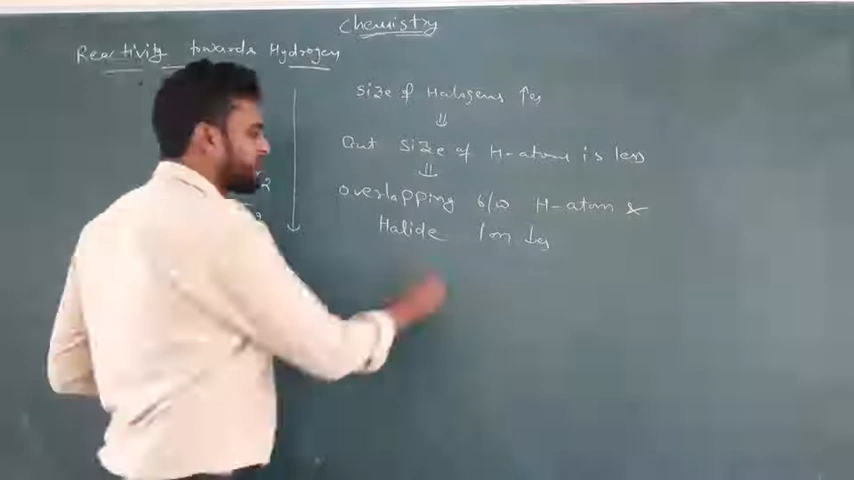 Chemistry
Reactivity towards Hydrogen
Size of Halogens ↑es
⇓
But Size of H-atom is less
⇓
overlapping b/w H-atom &
Halide Ion ↓es